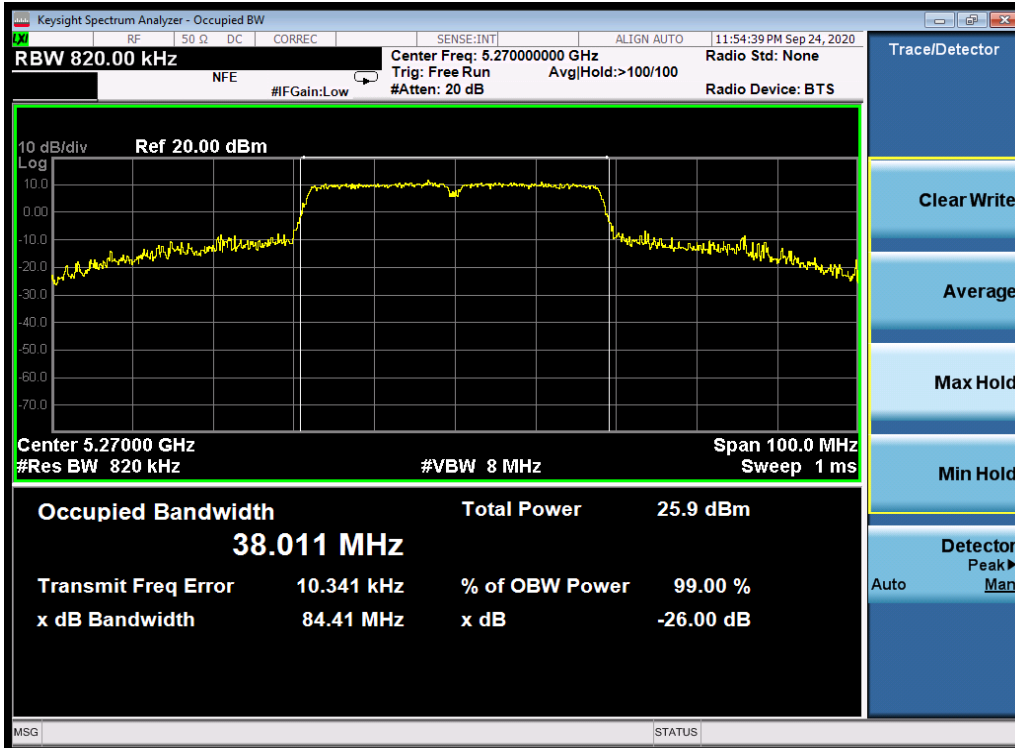 Keysight Spectrum Analyzer - Occupied BW
LXI RF 50 Ω DC CORREC SENSE:INT ALIGN AUTO 11:54:39 PM Sep 24, 2020
RBW 820.00 kHz
NFE
#IFGain:Low
Center Freq: 5.270000000 GHz
Trig: Free Run Avg|Hold:>100/100
#Atten: 20 dB
Radio Std: None
Radio Device: BTS
10 dB/div Ref 20.00 dBm
Log
10.0
0.00
-10.0
-20.0
-30.0
-40.0
-50.0
-60.0
-70.0
Center 5.27000 GHz Span 100.0 MHz
#Res BW 820 kHz #VBW 8 MHz Sweep 1 ms
Occupied Bandwidth Total Power 25.9 dBm
38.011 MHz
Transmit Freq Error 10.341 kHz % of OBW Power 99.00 %
x dB Bandwidth 84.41 MHz x dB -26.00 dB
MSG STATUS
Trace/Detector
Clear Write
Average
Max Hold
Min Hold
Detector
Peak▶
Auto Man